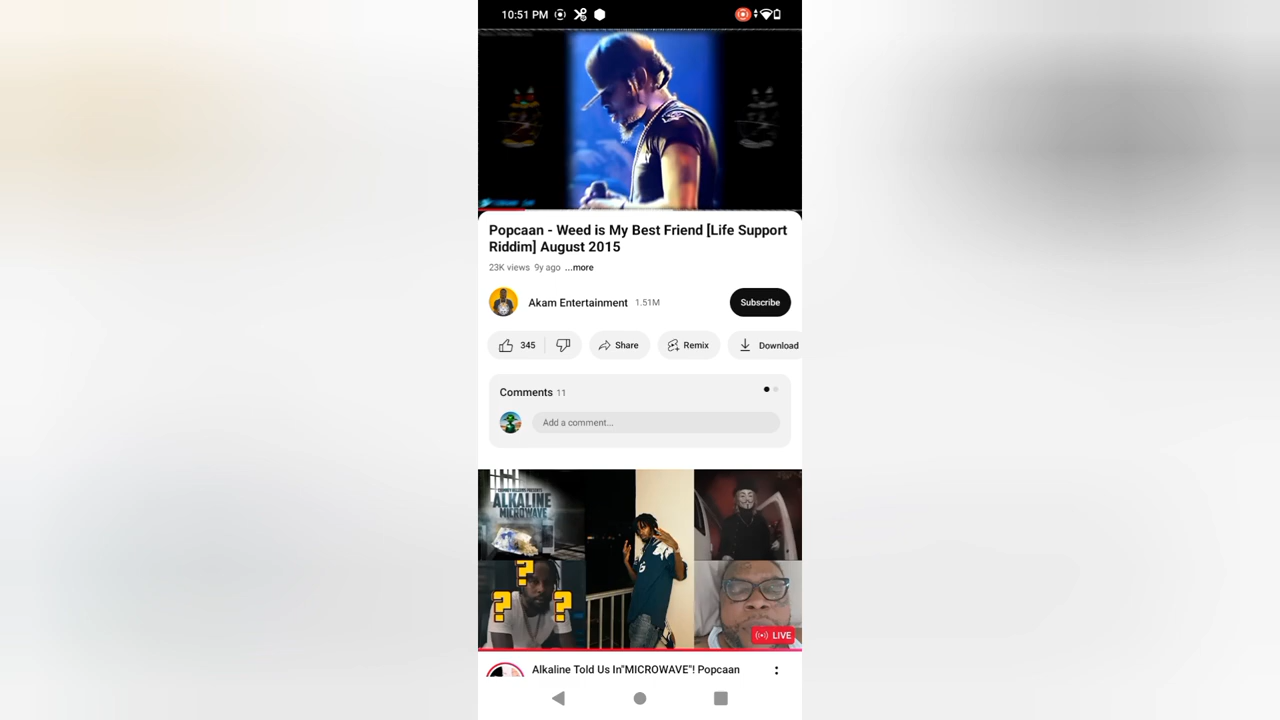 10:51 PM
Popcaan - Weed is My Best Friend [Life Support
Riddim] August 2015
23K views 9y ago ...more
Akam Entertainment 1.51M
Subscribe
345
Share
Remix
Download
Comments 11
Add a comment...
ALKALINE
MICROWAVE
? ? ?
LIVE
Alkaline Told Us In"MICROWAVE"! Popcaan